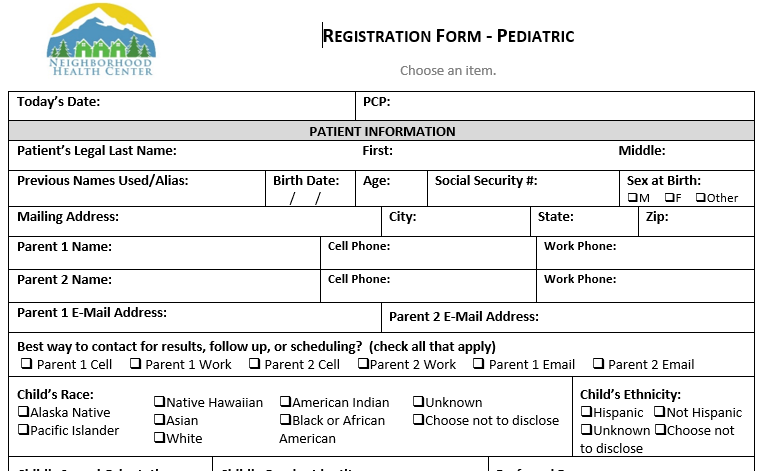 NEIGHBORHOOD
HEALTH CENTER
REGISTRATION FORM - PEDIATRIC
Choose an item.
Today's Date: PCP:
PATIENT INFORMATION
Patient's Legal Last Name: First: Middle:
Previous Names Used/Alias: Birth Date: Age: Social Security #: Sex at Birth:
/ / ❑M ❑F ❑Other
Mailing Address: City: State: Zip:
Parent 1 Name: Cell Phone: Work Phone:
Parent 2 Name: Cell Phone: Work Phone:
Parent 1 E-Mail Address: Parent 2 E-Mail Address:
Best way to contact for results, follow up, or scheduling? (check all that apply)
❑ Parent 1 Cell ❑ Parent 1 Work ❑ Parent 2 Cell ❑Parent 2 Work ❑ Parent 1 Email ❑ Parent 2 Email
Child's Race: Child's Ethnicity:
❑Native Hawaiian ❑American Indian ❑Unknown
❑Alaska Native ❑Hispanic ❑Not Hispanic
❑Asian ❑Black or African ❑Choose not to disclose
❑Pacific Islander ❑Unknown ❑Choose not
❑White American to disclose